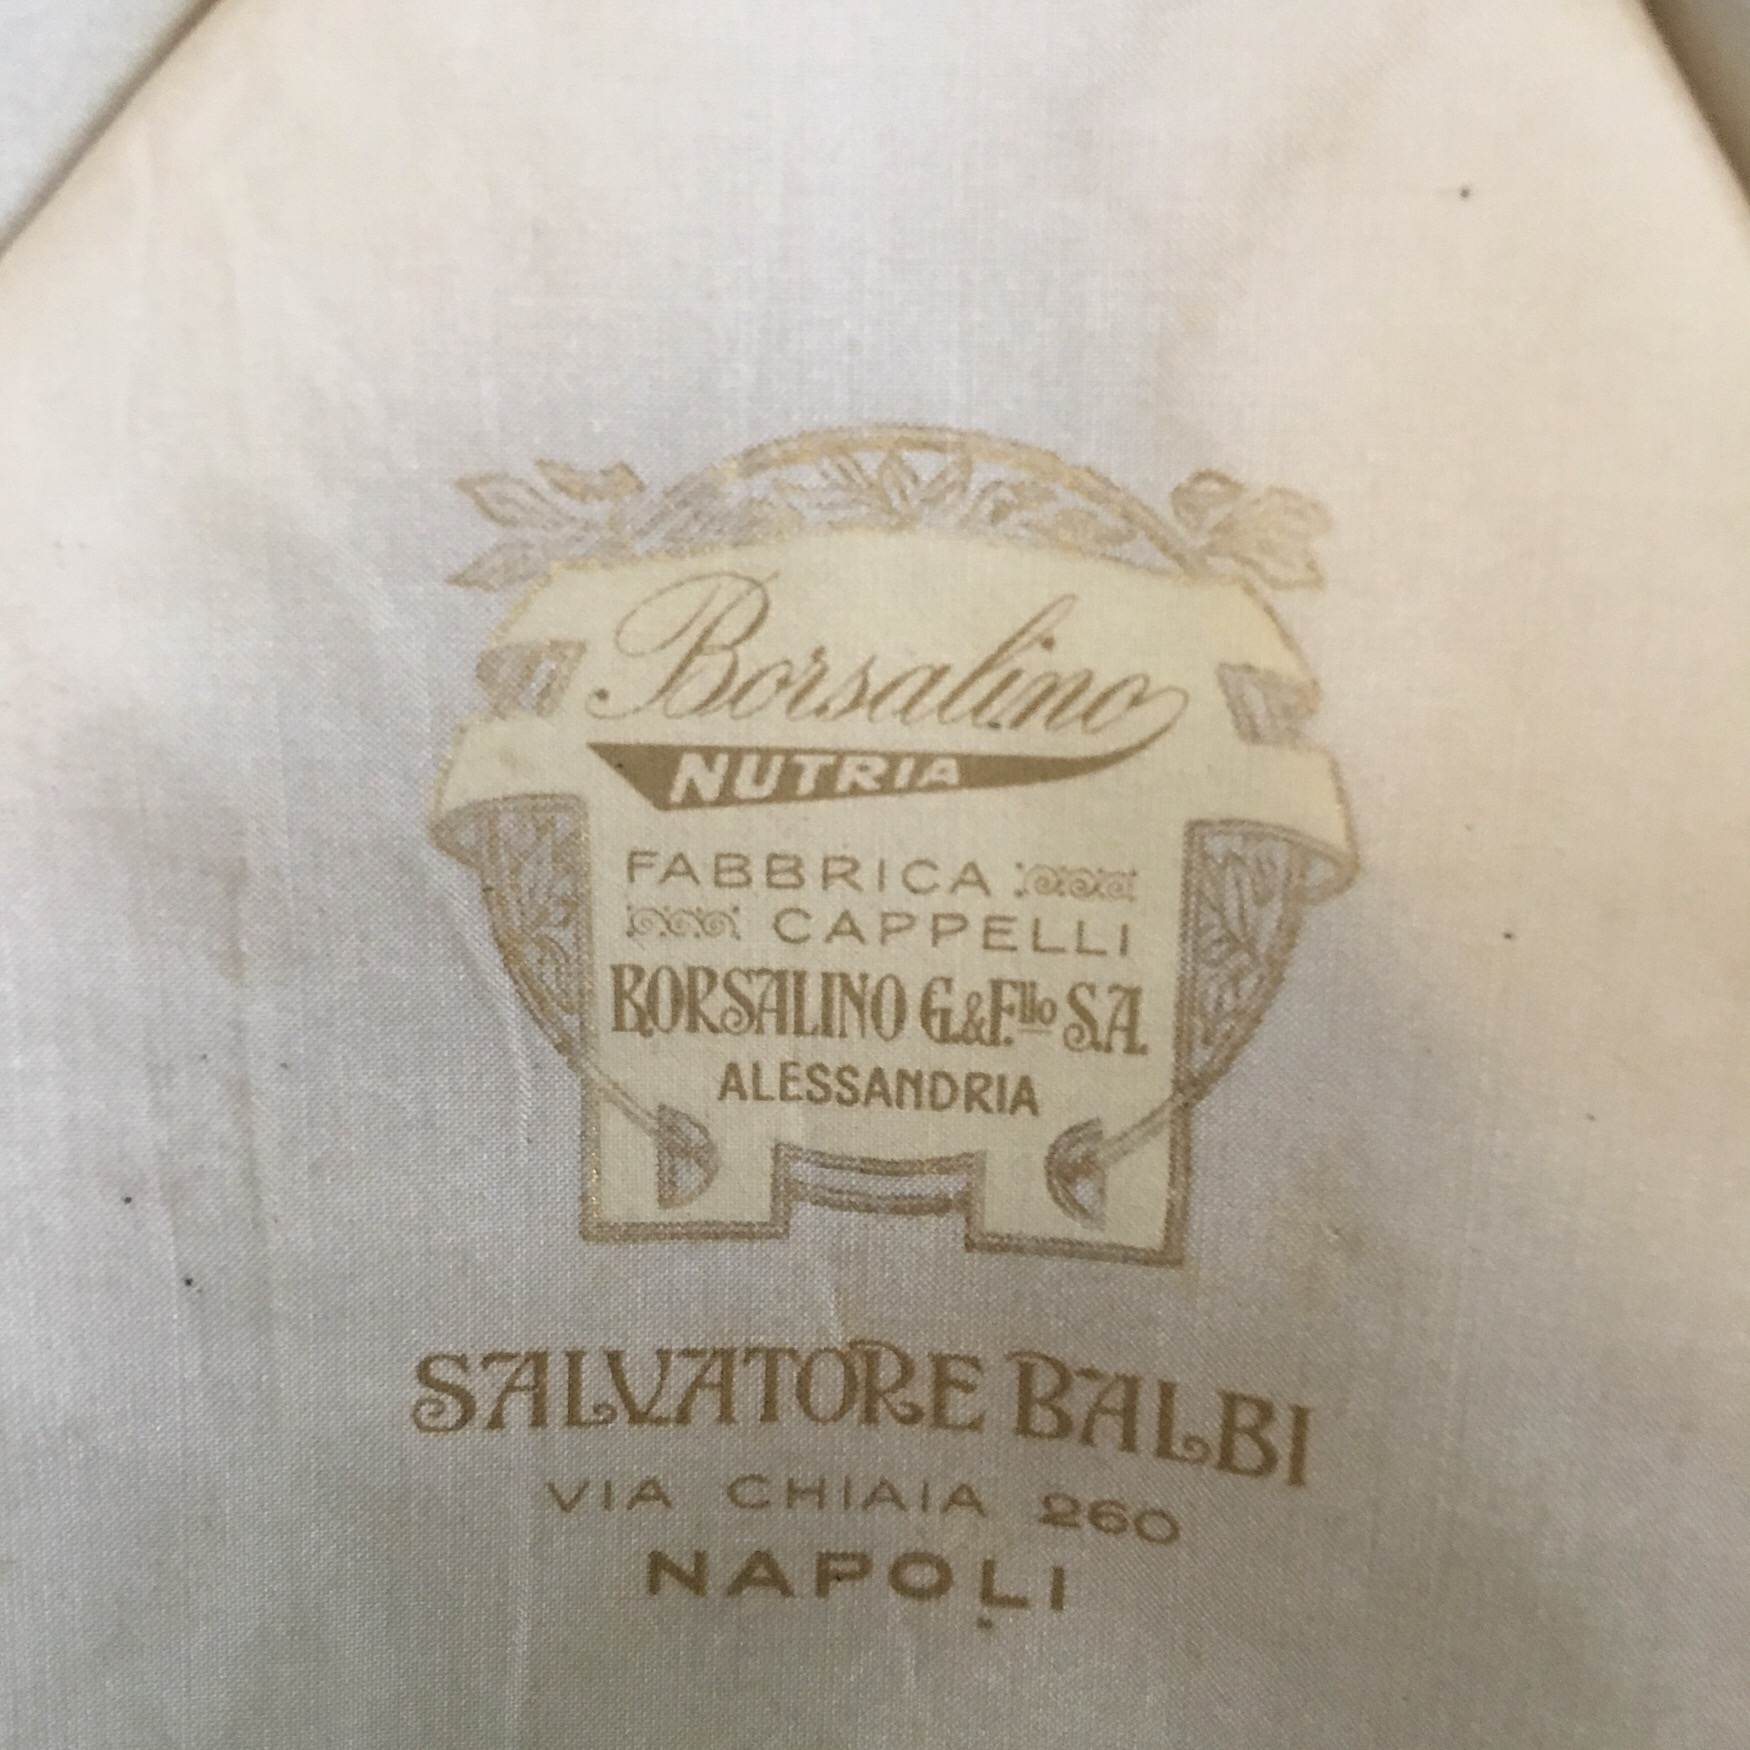 Borsalino
NUTRIA
FABBRICA
CAPPELLI
BORSALINO G.&F.llo S.A.
ALESSANDRIA
SALVATORE BALBI
VIA CHIAIA 260
NAPOLI